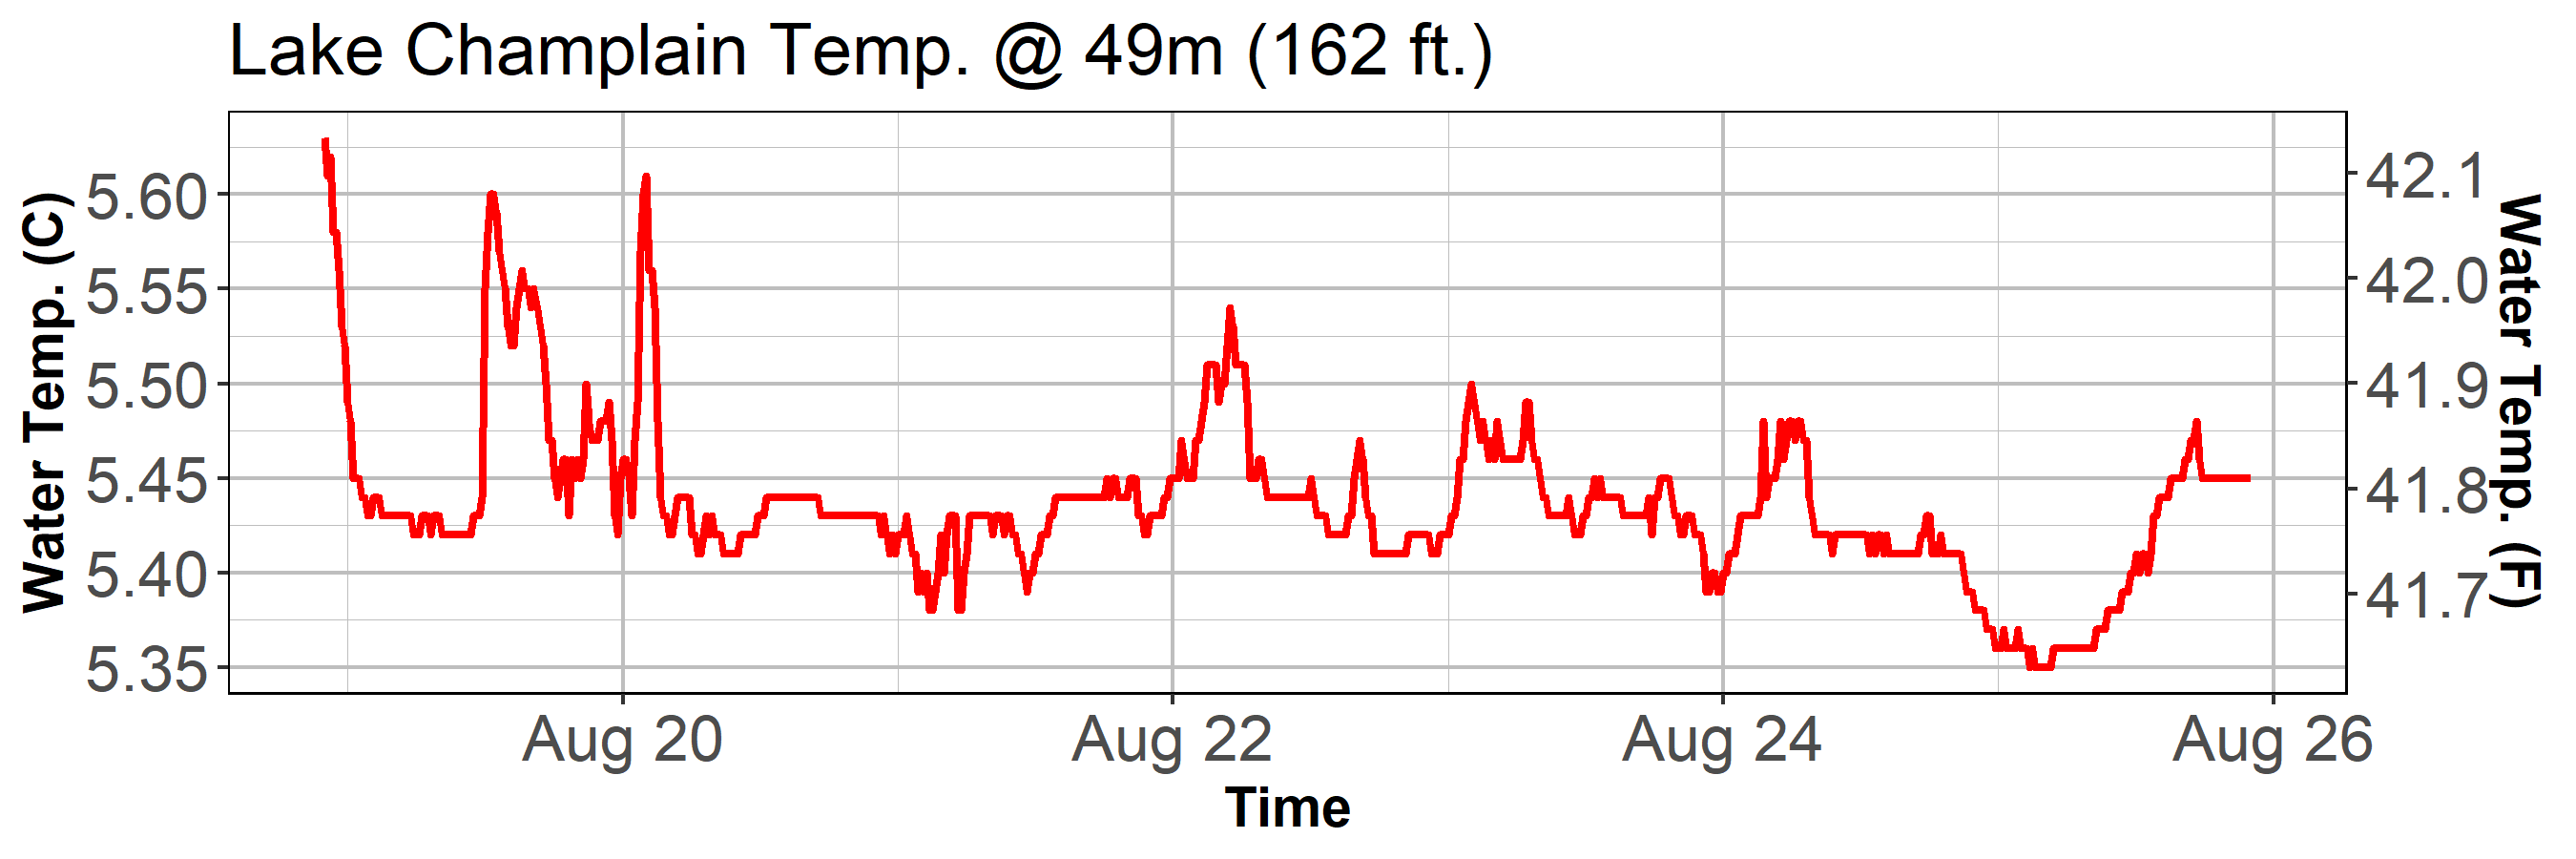 Lake Champlain Temp. @ 49m (162 ft.)
Water Temp. (C)
5.60
5.55
5.50
5.45
5.40
5.35
42.1
42.0
41.9
41.8
41.7
Water Temp. (F)
Aug 20
Aug 22
Aug 24
Aug 26
Time